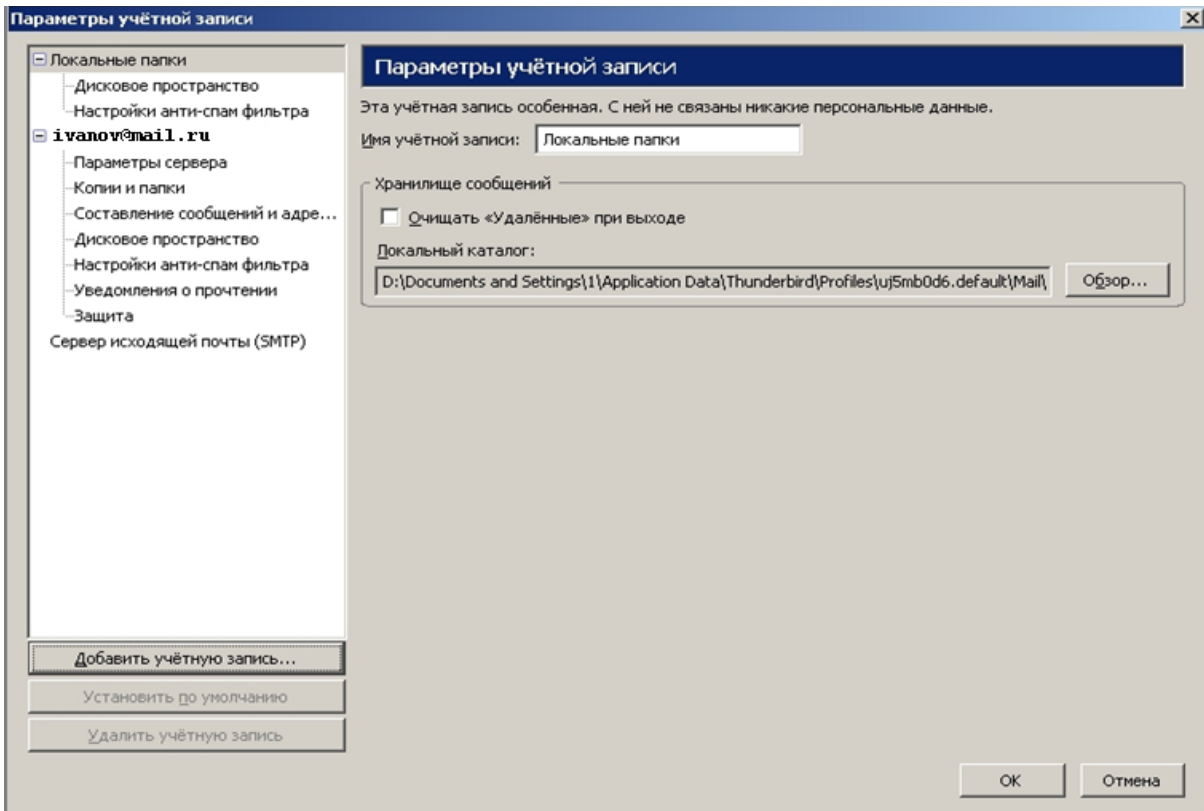 Параметры учётной записи
Локальные папки
Дисковое пространство
Настройки анти-спам фильтра
ivanov@mail.ru
Параметры сервера
Копии и папки
Составление сообщений и адре...
Дисковое пространство
Настройки анти-спам фильтра
Уведомления о прочтении
Защита
Сервер исходящей почты (SMTP)
Добавить учётную запись...
Установить по умолчанию
Удалить учётную запись
Параметры учётной записи
Эта учётная запись особенная. С ней не связаны никакие персональные данные.
Имя учётной записи: Локальные папки
Хранилище сообщений
Очищать «Удалённые» при выходе
Локальный каталог:
D:\Documents and Settings\1\Application Data\Thunderbird\Profiles\uj5mb0d6.default\Mail\ Обзор...
ОК Отмена